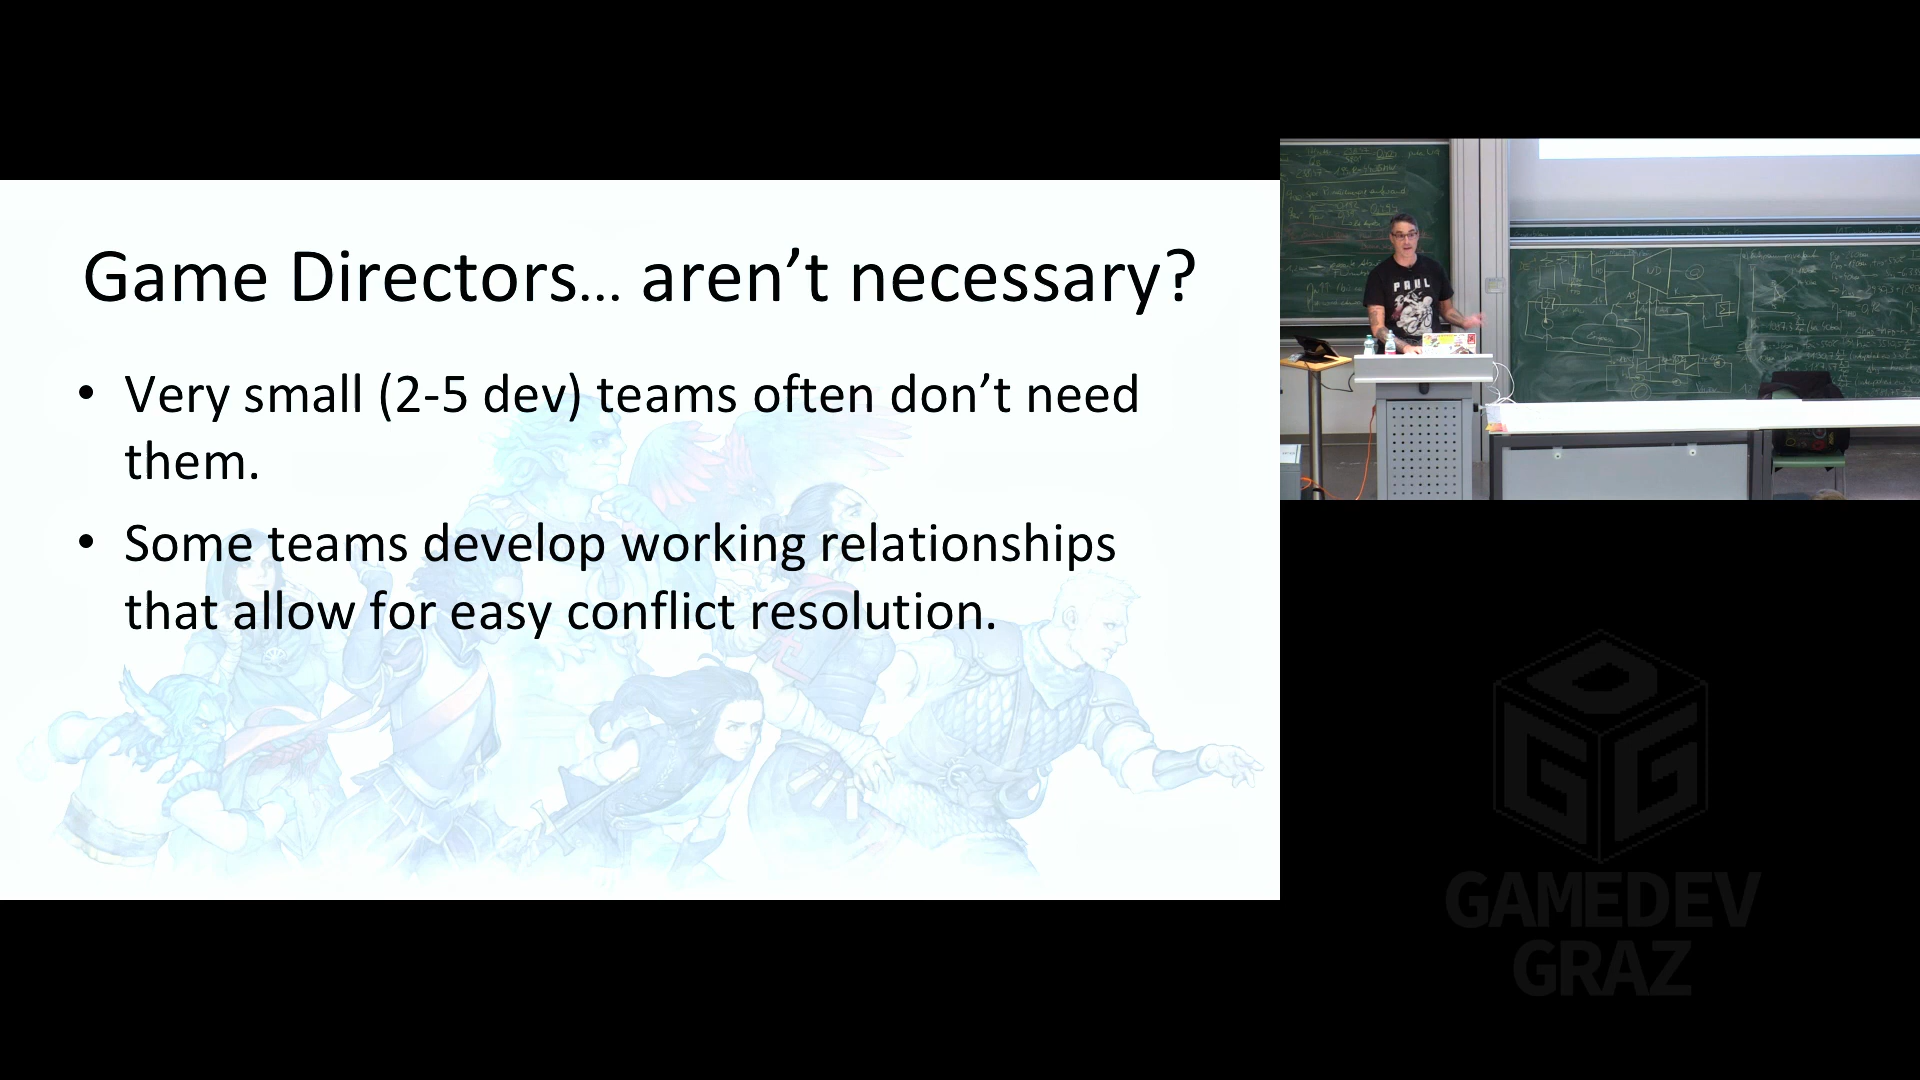 Game Directors... aren’t necessary?
• Very small (2-5 dev) teams often don’t need
them.
• Some teams develop working relationships
that allow for easy conflict resolution.
PAUL
GAMEDEV
GRAZ